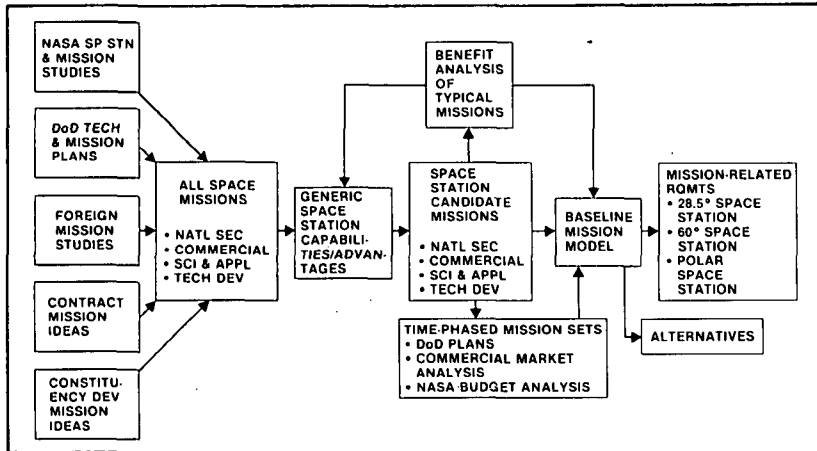 NASA SP STN
& MISSION
STUDIES
DoD TECH
& MISSION
PLANS
FOREIGN
MISSION
STUDIES
CONTRACT
MISSION
IDEAS
CONSTITU-
ENCY DEV
MISSION
IDEAS
ALL SPACE
MISSIONS
• NATL SEC
• COMMERCIAL
• SCI & APPL
• TECH DEV
GENERIC
SPACE
STATION
CAPABILI-
TIES/ADVAN-
TAGES
BENEFIT
ANALYSIS
OF
TYPICAL
MISSIONS
SPACE
STATION
CANDIDATE
MISSIONS
• NATL SEC
• COMMERCIAL
• SCI & APPL
• TECH DEV
TIME-PHASED MISSION SETS
• DoD PLANS
• COMMERCIAL MARKET
ANALYSIS
• NASA BUDGET ANALYSIS
BASELINE
MISSION
MODEL
MISSION-RELATED
RQMTS
• 28.5° SPACE
STATION
• 60° SPACE
STATION
• POLAR
SPACE
STATION
ALTERNATIVES